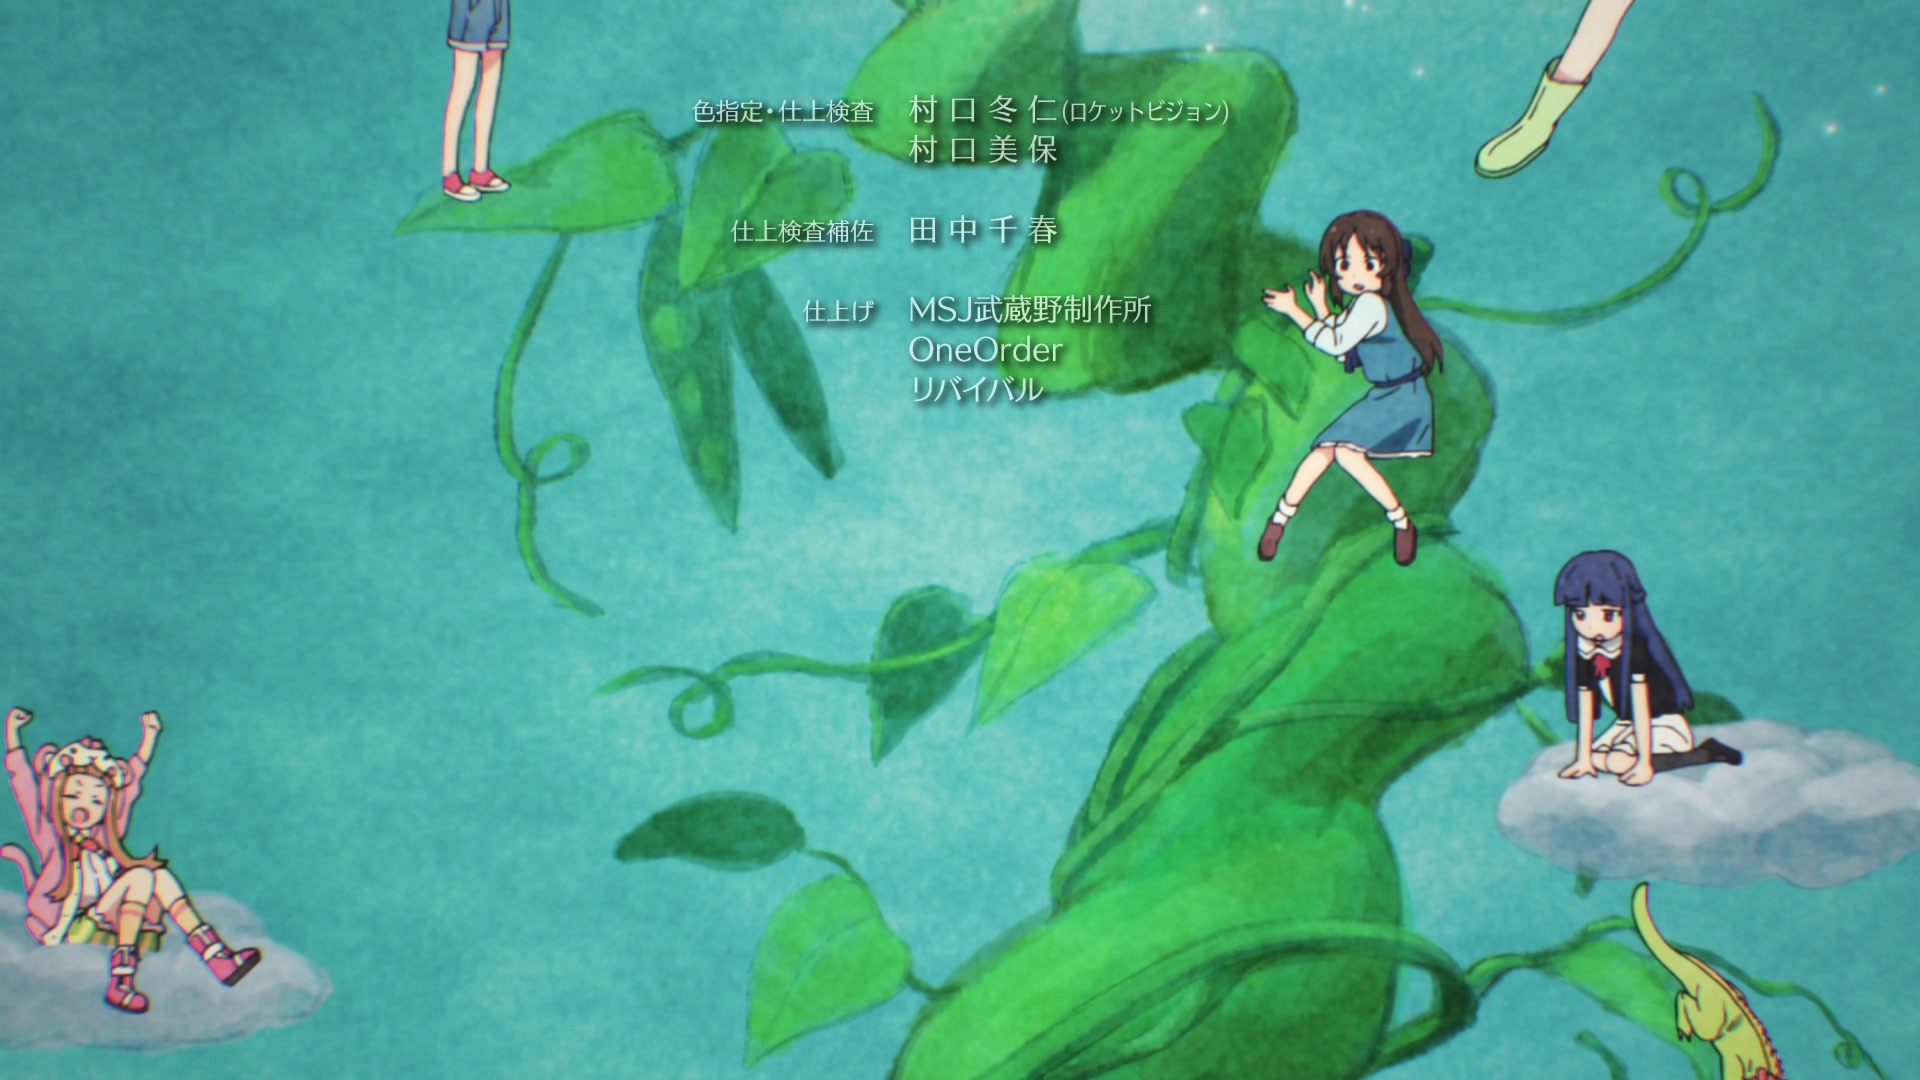 色指定・仕上検査 村口冬仁(ロケットビジョン)
村口美保
仕上検査補佐 田中千春
仕上げ MSJ武蔵野制作所
OneOrder
リバイバル